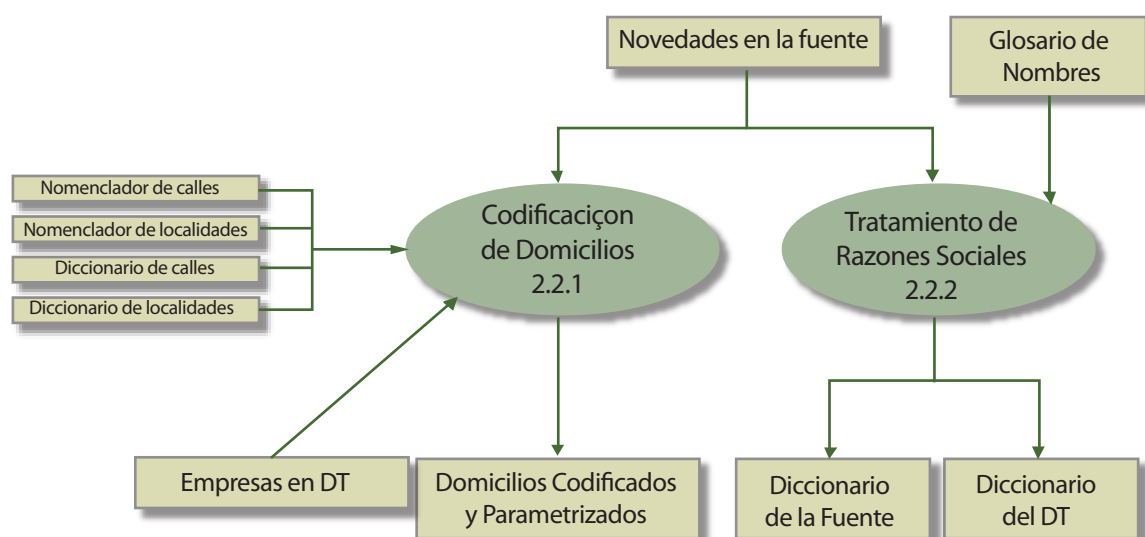 Novedades en la fuente
Glosario de
Nombres
Nomenclador de calles
Nomenclador de localidades
Diccionario de calles
Diccionario de localidades
Codificaciçon
de Domicilios
2.2.1
Tratamiento de
Razones Sociales
2.2.2
Empresas en DT
Domicilios Codificados
y Parametrizados
Diccionario
de la Fuente
Diccionario
del DT